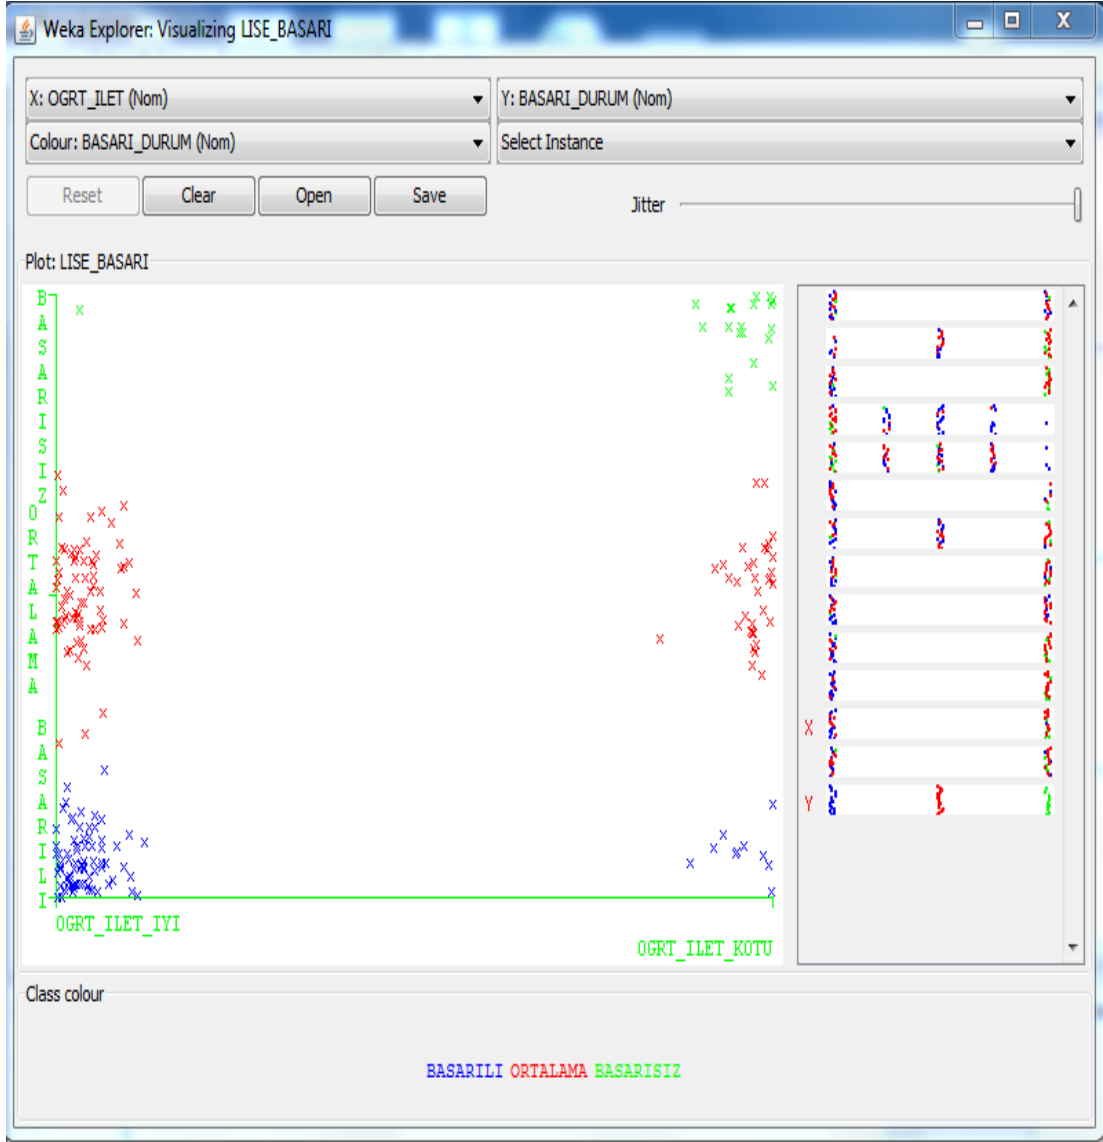 Weka Explorer: Visualizing LISE_BASARI
X: OGRT_ILET (Nom)
Y: BASARI_DURUM (Nom)
Colour: BASARI_DURUM (Nom)
Select Instance
Reset
Clear
Open
Save
Jitter
Plot: LISE_BASARI
BASARISIZ
ORTALAMA
BASARILI
OGRT_ILET_IYI
OGRT_ILET_KOTU
X
Y
Class colour
BASARILI ORTALAMA BASARISIZ